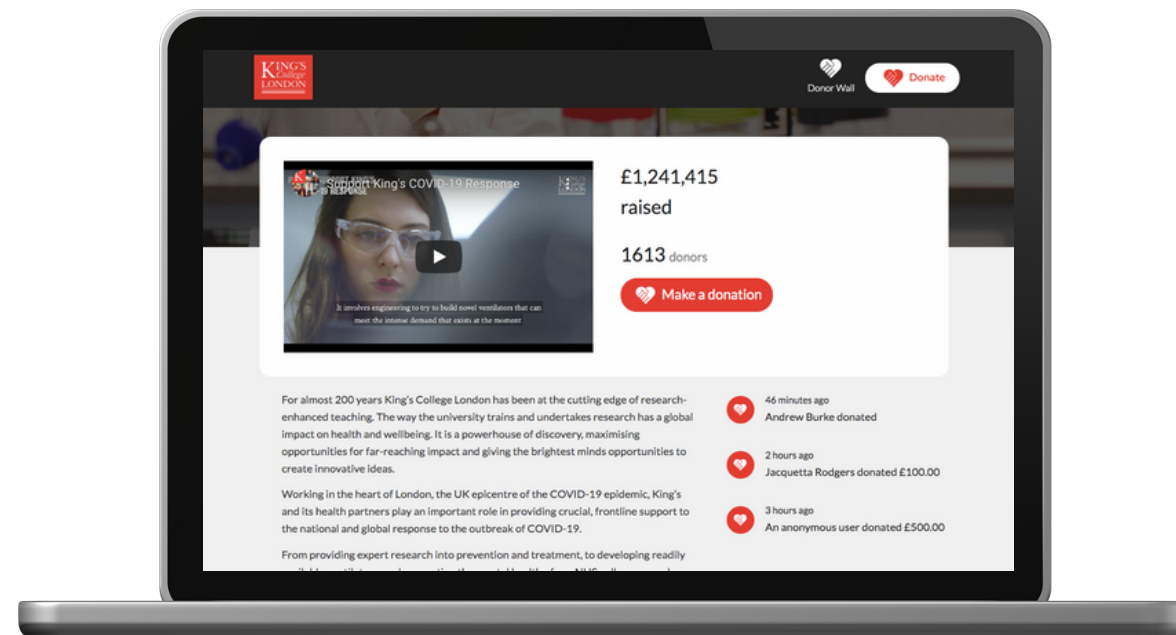 KING'S
College
LONDON
Donor Wall
Donate
Support King's COVID-19 Response
It involves engineering to try to build novel ventilators that can
meet the intense demand that exists at the moment
£1,241,415
raised
1613 donors
Make a donation
For almost 200 years King's College London has been at the cutting edge of research-
enhanced teaching. The way the university trains and undertakes research has a global
impact on health and wellbeing. It is a powerhouse of discovery, maximising
opportunities for far-reaching impact and giving the brightest minds opportunities to
create innovative ideas.
Working in the heart of London, the UK epicentre of the COVID-19 epidemic, King's
and its health partners play an important role in providing crucial, frontline support to
the national and global response to the outbreak of COVID-19.
From providing expert research into prevention and treatment, to developing readily
46 minutes ago
Andrew Burke donated
2 hours ago
Jacquetta Rodgers donated £100.00
3 hours ago
An anonymous user donated £500.00